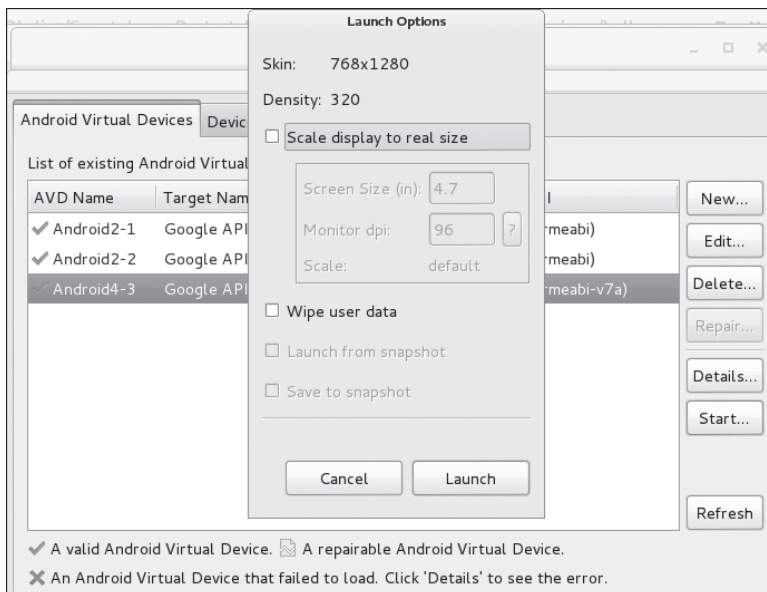 Launch Options
Skin: 768x1280
Density: 320
Scale display to real size
Screen Size (in): 4.7
Monitor dpi: 96 ?
Scale: default
Wipe user data
Launch from snapshot
Save to snapshot
Cancel Launch
Android Virtual Devices Devic
List of existing Android Virtual
AVD Name Target Nam I
Android2-1 Google API rmeabi)
Android2-2 Google API rmeabi)
Android4-3 Google API rmeabi-v7a)
New...
Edit...
Delete...
Repair...
Details...
Start...
Refresh
A valid Android Virtual Device. A repairable Android Virtual Device.
An Android Virtual Device that failed to load. Click 'Details' to see the error.